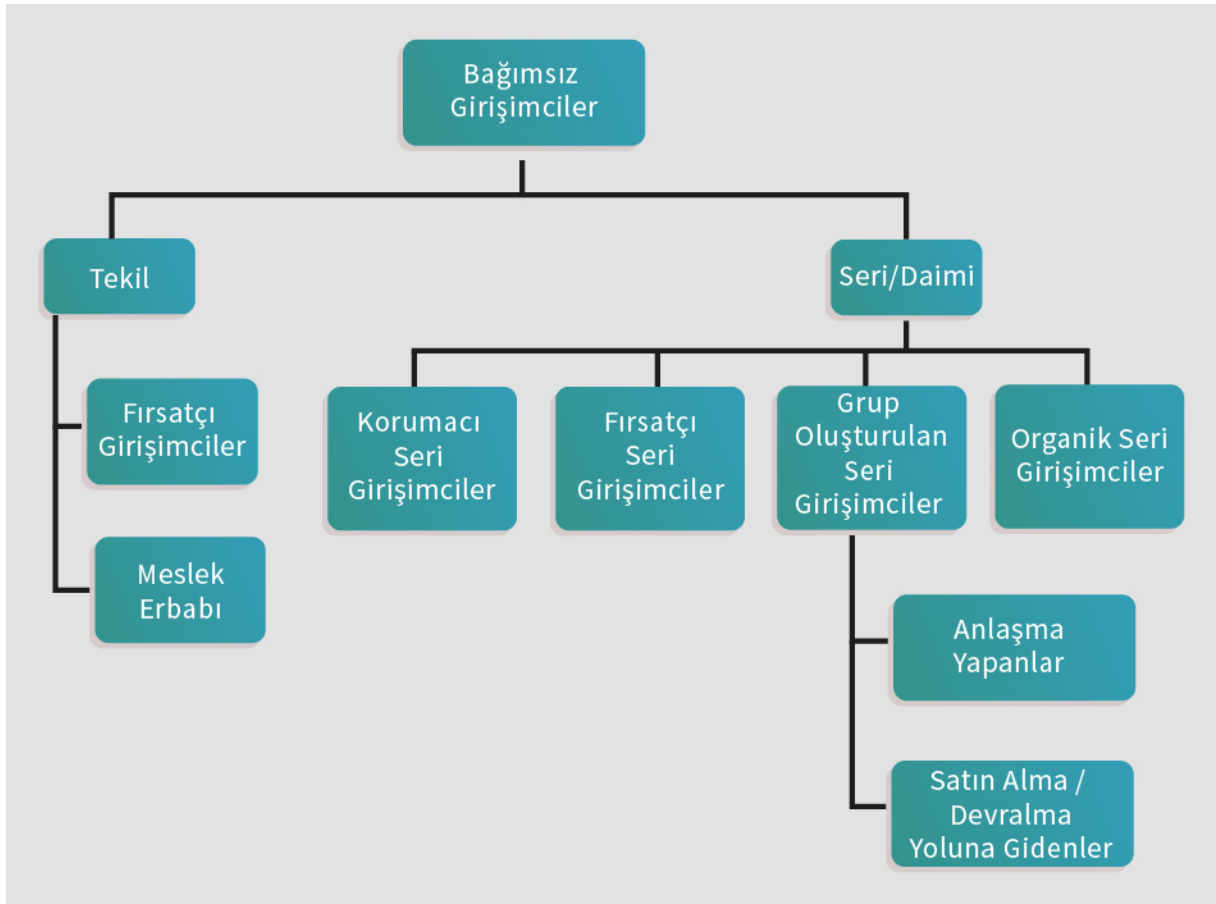 Bağımsız
Girişimciler
Tekil
Seri/Daimi
Fırsatçı
Girişimciler
Meslek
Erbabı
Korumacı
Seri
Girişimciler
Fırsatçı
Seri
Girişimciler
Grup
Oluşturulan
Seri
Girişimciler
Organik Seri
Girişimciler
Anlaşma
Yapanlar
Satın Alma /
Devralma
Yoluna Gidenler